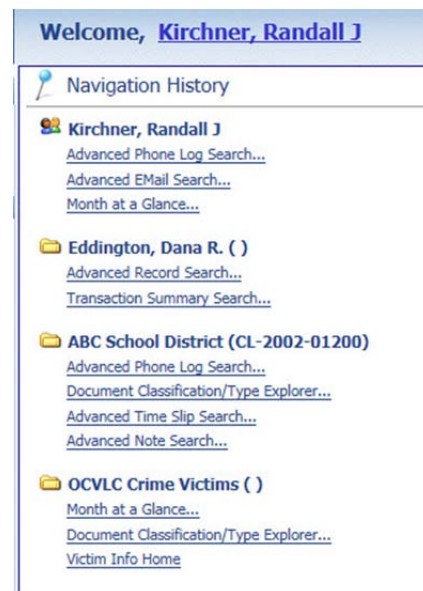 Welcome, Kirchner, Randall J
Navigation History
Kirchner, Randall J
Advanced Phone Log Search...
Advanced EMail Search...
Month at a Glance...
Eddington, Dana R. ( )
Advanced Record Search...
Transaction Summary Search...
ABC School District (CL-2002-01200)
Advanced Phone Log Search...
Document Classification/Type Explorer...
Advanced Time Slip Search...
Advanced Note Search...
OCVLC Crime Victims ( )
Month at a Glance...
Document Classification/Type Explorer...
Victim Info Home